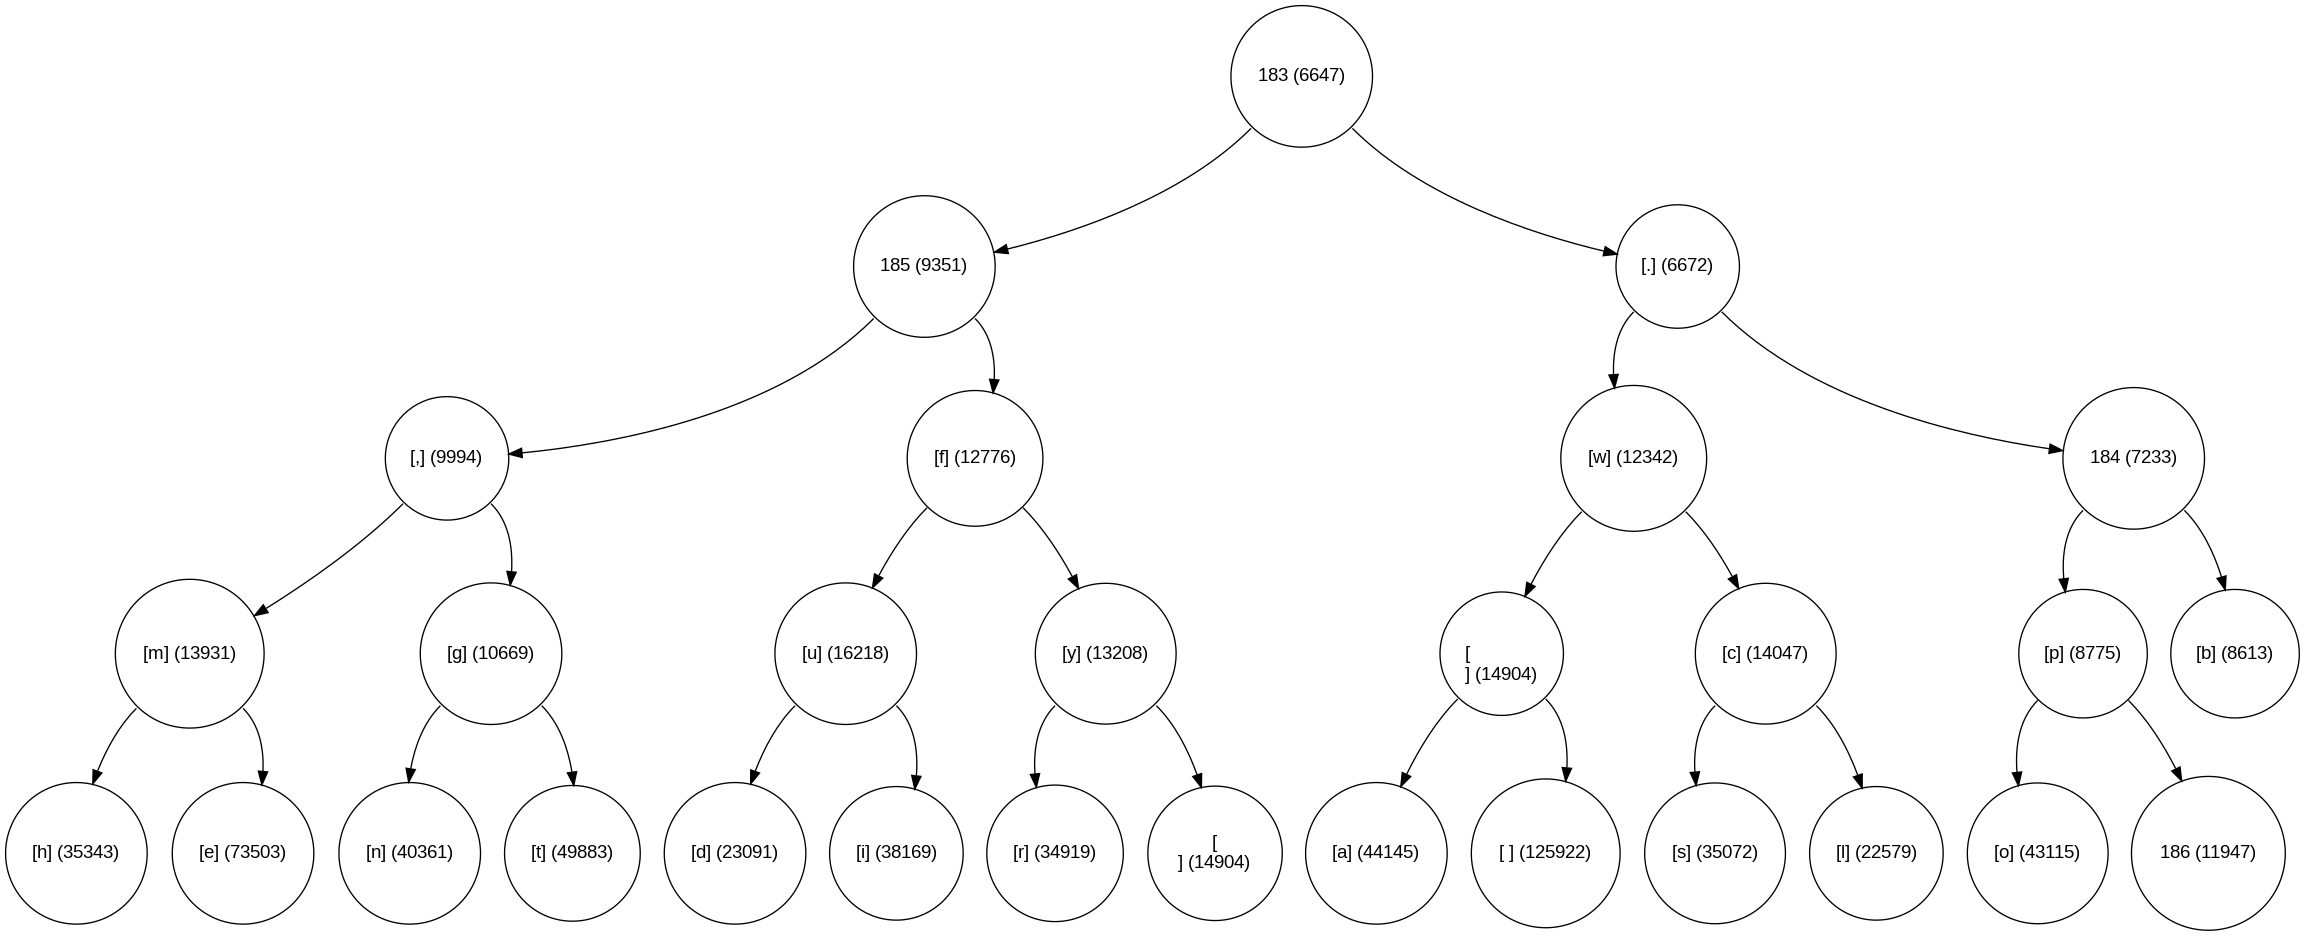 183 (6647)
185 (9351)
[.] (6672)
[,] (9994)
[f] (12776)
[w] (12342)
184 (7233)
[m] (13931)
[g] (10669)
[u] (16218)
[y] (13208)
[
] (14904)
[c] (14047)
[p] (8775)
[b] (8613)
[h] (35343)
[e] (73503)
[n] (40361)
[t] (49883)
[d] (23091)
[i] (38169)
[r] (34919)
[
] (14904)
[a] (44145)
[ ] (125922)
[s] (35072)
[l] (22579)
[o] (43115)
186 (11947)